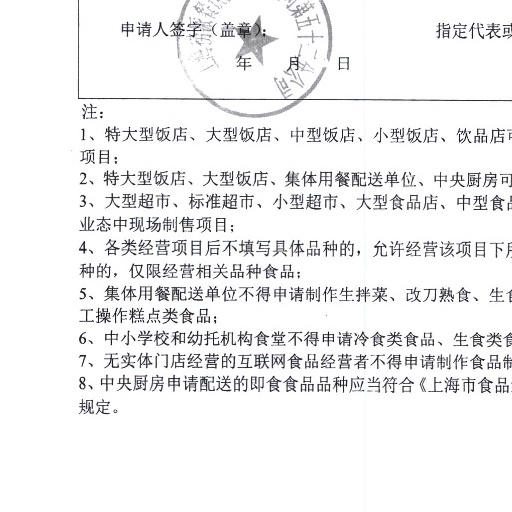 申请人签字（盖章）： 指定代表或
年 月 日
第五十二分公司
注：
1、特大型饭店、大型饭店、中型饭店、小型饭店、饮品店可
项目；
2、特大型饭店、大型饭店、集体用餐配送单位、中央厨房可
3、大型超市、标准超市、小型超市、大型食品店、中型食品
业态中现场制售项目；
4、各类经营项目后不填写具体品种的，允许经营该项目下所
种的，仅限经营相关品种食品；
5、集体用餐配送单位不得申请制作生拌菜、改刀熟食、生食
工操作糕点类食品；
6、中小学校和幼托机构食堂不得申请冷食类食品、生食类食
7、无实体门店经营的互联网食品经营者不得申请制作食品制
8、中央厨房申请配送的即食食品品种应当符合《上海市食品
规定。